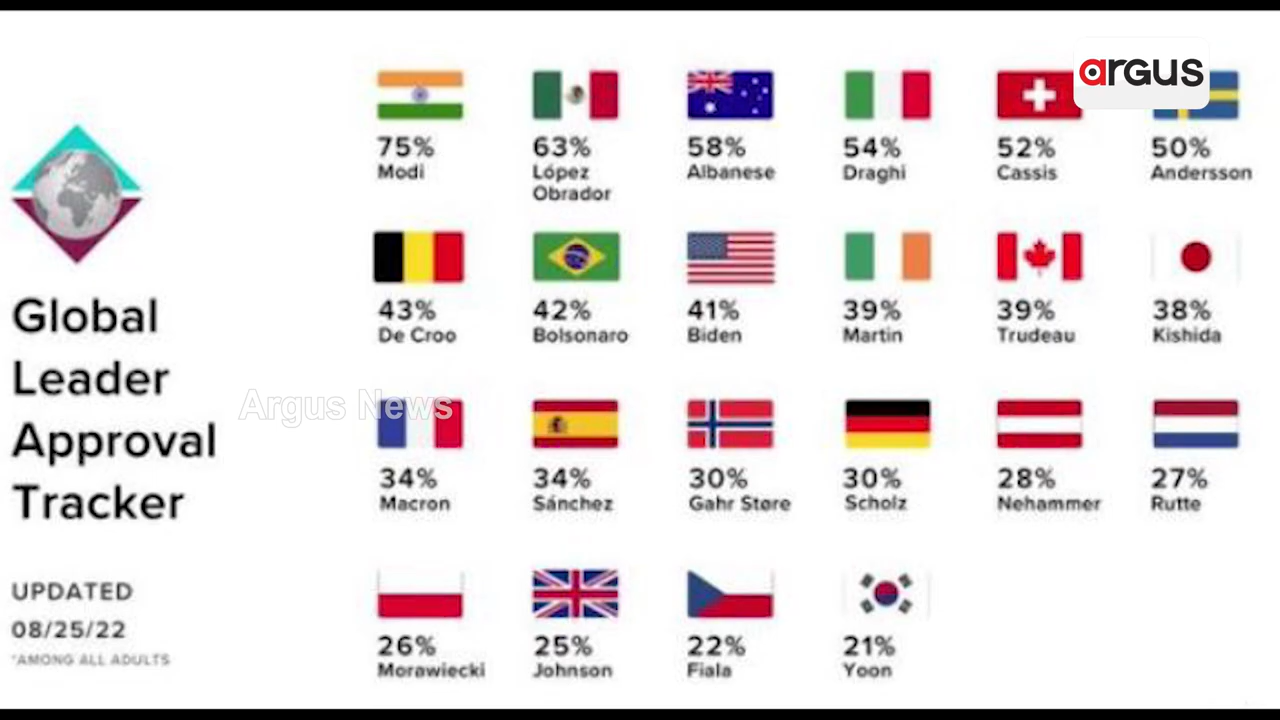 argus
Global
Leader
Approval
Tracker
UPDATED
08/25/22
*AMONG ALL ADULTS
Argus News
75%
Modi
63%
López
Obrador
58%
Albanese
54%
Draghi
52%
Cassis
50%
Andersson
43%
De Croo
42%
Bolsonaro
41%
Biden
39%
Martin
39%
Trudeau
38%
Kishida
34%
Macron
34%
Sánchez
30%
Gahr Støre
30%
Scholz
28%
Nehammer
27%
Rutte
26%
Morawiecki
25%
Johnson
22%
Fiala
21%
Yoon